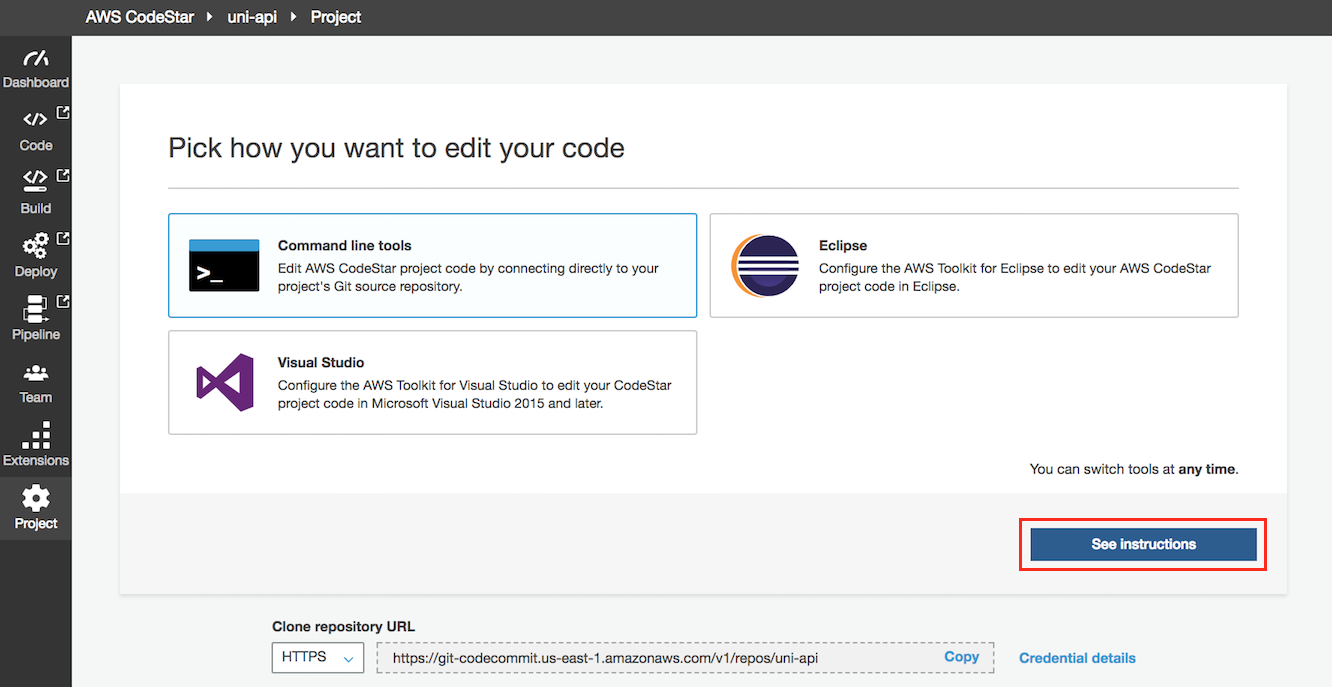 AWS CodeStar uni-api Project
Dashboard
Code
Build
Deploy
Pipeline
Team
Extensions
Project
Pick how you want to edit your code
>_
Command line tools
Edit AWS CodeStar project code by connecting directly to your
project's Git source repository.
Eclipse
Configure the AWS Toolkit for Eclipse to edit your AWS CodeStar
project code in Eclipse.
Visual Studio
Configure the AWS Toolkit for Visual Studio to edit your CodeStar
project code in Microsoft Visual Studio 2015 and later.
You can switch tools at any time.
See instructions
Clone repository URL
HTTPS https://git-codecommit.us-east-1.amazonaws.com/v1/repos/uni-api Copy Credential details